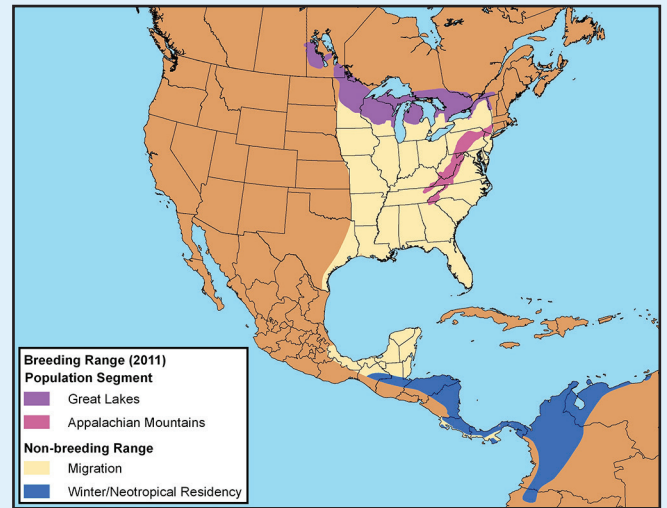 Breeding Range (2011)
Population Segment
Great Lakes
Appalachian Mountains
Non-breeding Range
Migration
Winter/Neotropical Residency